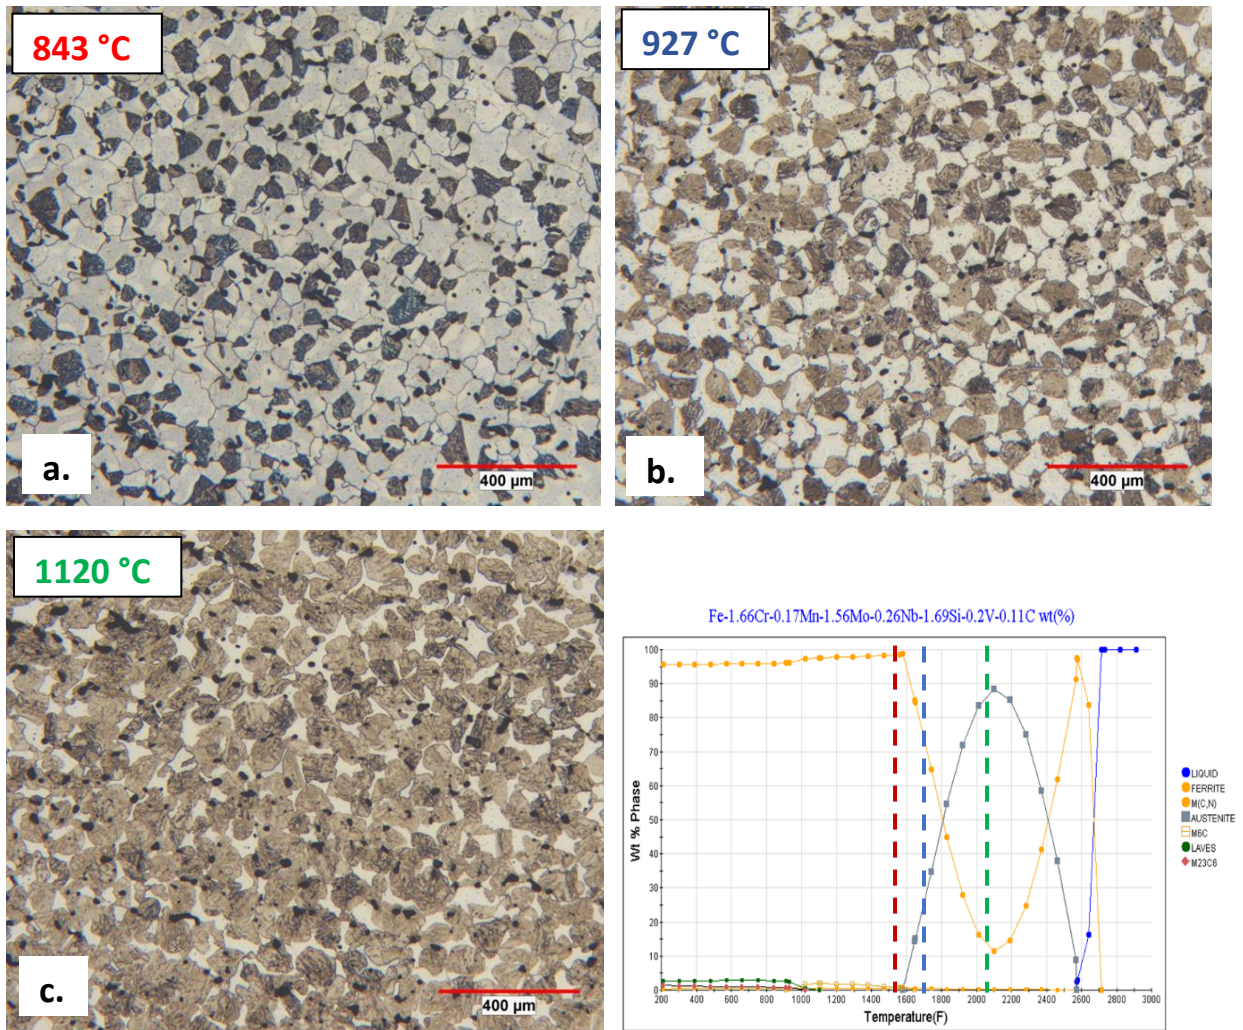 843 °C
927 °C
a.
400 µm
b.
400 µm
1120 °C
c.
400 µm
Fe-1.66Cr-0.17Mn-1.56Mo-0.26Nb-1.69Si-0.2V-0.11C wt(%)
Wt % Phase
100
90
80
70
60
50
40
30
20
10
0
200 400 600 800 1000 1200 1400 1600 1800 2000 2200 2400 2600 2800 3000
Temperature(F)
LIQUID
FERRITE
M(C,N)
AUSTENITE
M6C
LAVES
M23C6